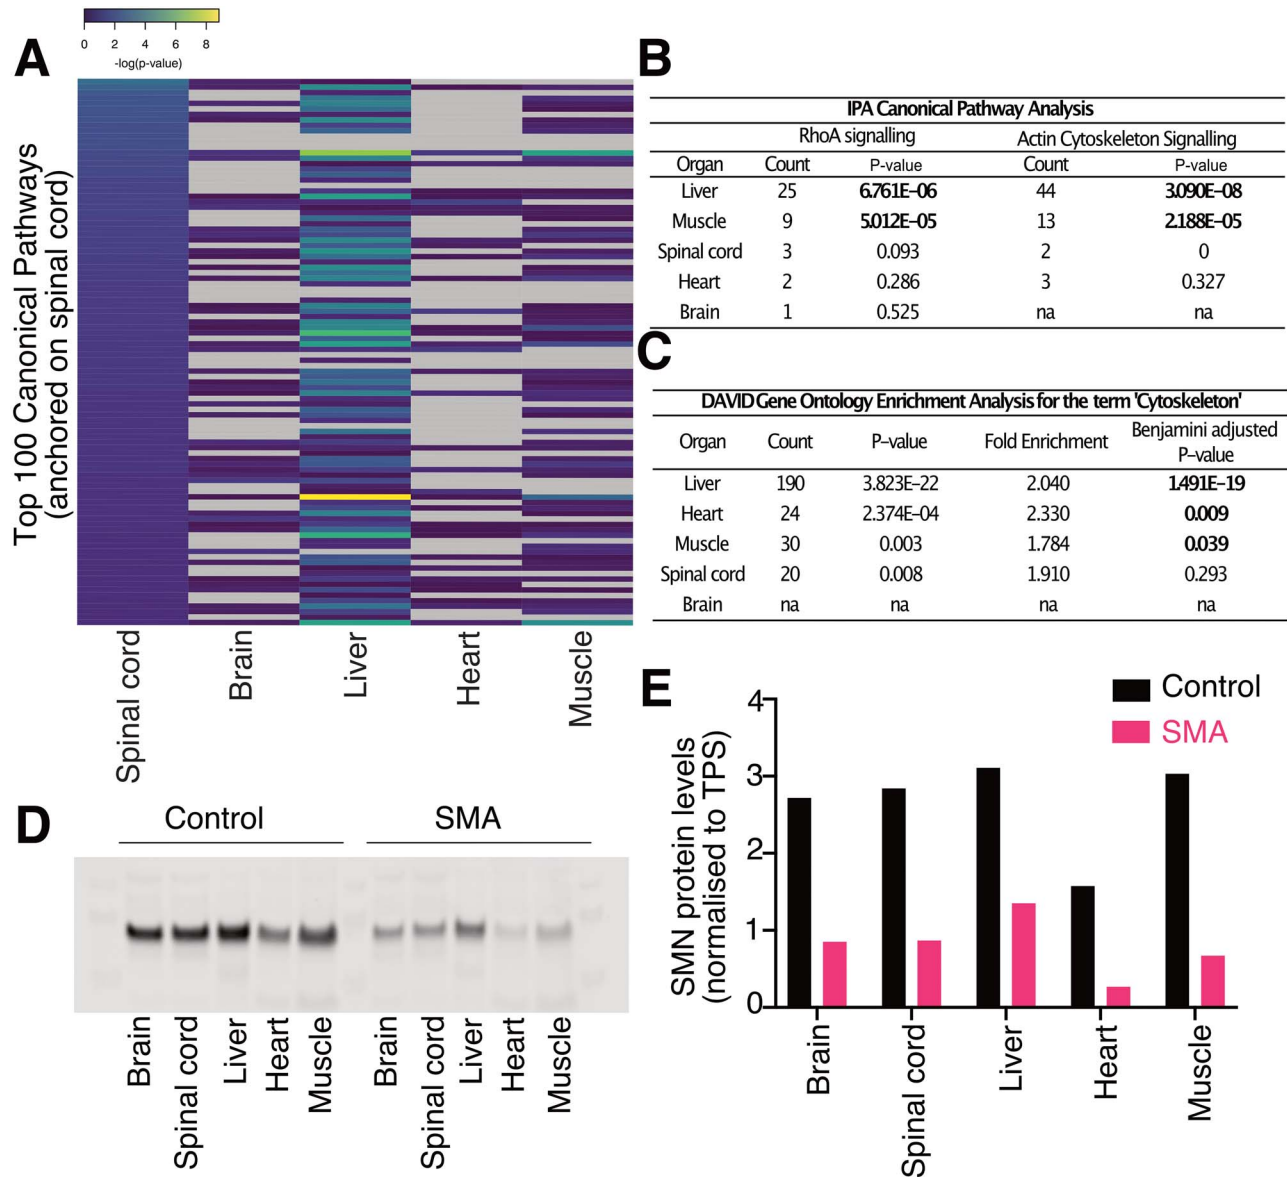 A
0 2 4 6 8
-log(p-value)
Top 100 Canonical Pathways
(anchored on spinal cord)
Spinal cord
Brain
Liver
Heart
Muscle
B
IPA Canonical Pathway Analysis
RhoA signalling Actin Cytoskeleton Signalling
Organ Count P-value Count P-value
Liver 25 6.761E–06 44 3.090E–08
Muscle 9 5.012E–05 13 2.188E–05
Spinal cord 3 0.093 2 0
Heart 2 0.286 3 0.327
Brain 1 0.525 na na
C
DAVID Gene Ontology Enrichment Analysis for the term 'Cytoskeleton'
Organ Count P–value Fold Enrichment Benjamini adjusted
P–value
Liver 190 3.823E–22 2.040 1.491E–19
Heart 24 2.374E–04 2.330 0.009
Muscle 30 0.003 1.784 0.039
Spinal cord 20 0.008 1.910 0.293
Brain na na na na
D
Control SMA
Brain
Spinal cord
Liver
Heart
Muscle
Brain
Spinal cord
Liver
Heart
Muscle
E
Control
SMA
SMN protein levels
(normalised to TPS)
4
3
2
1
0
Brain
Spinal cord
Liver
Heart
Muscle